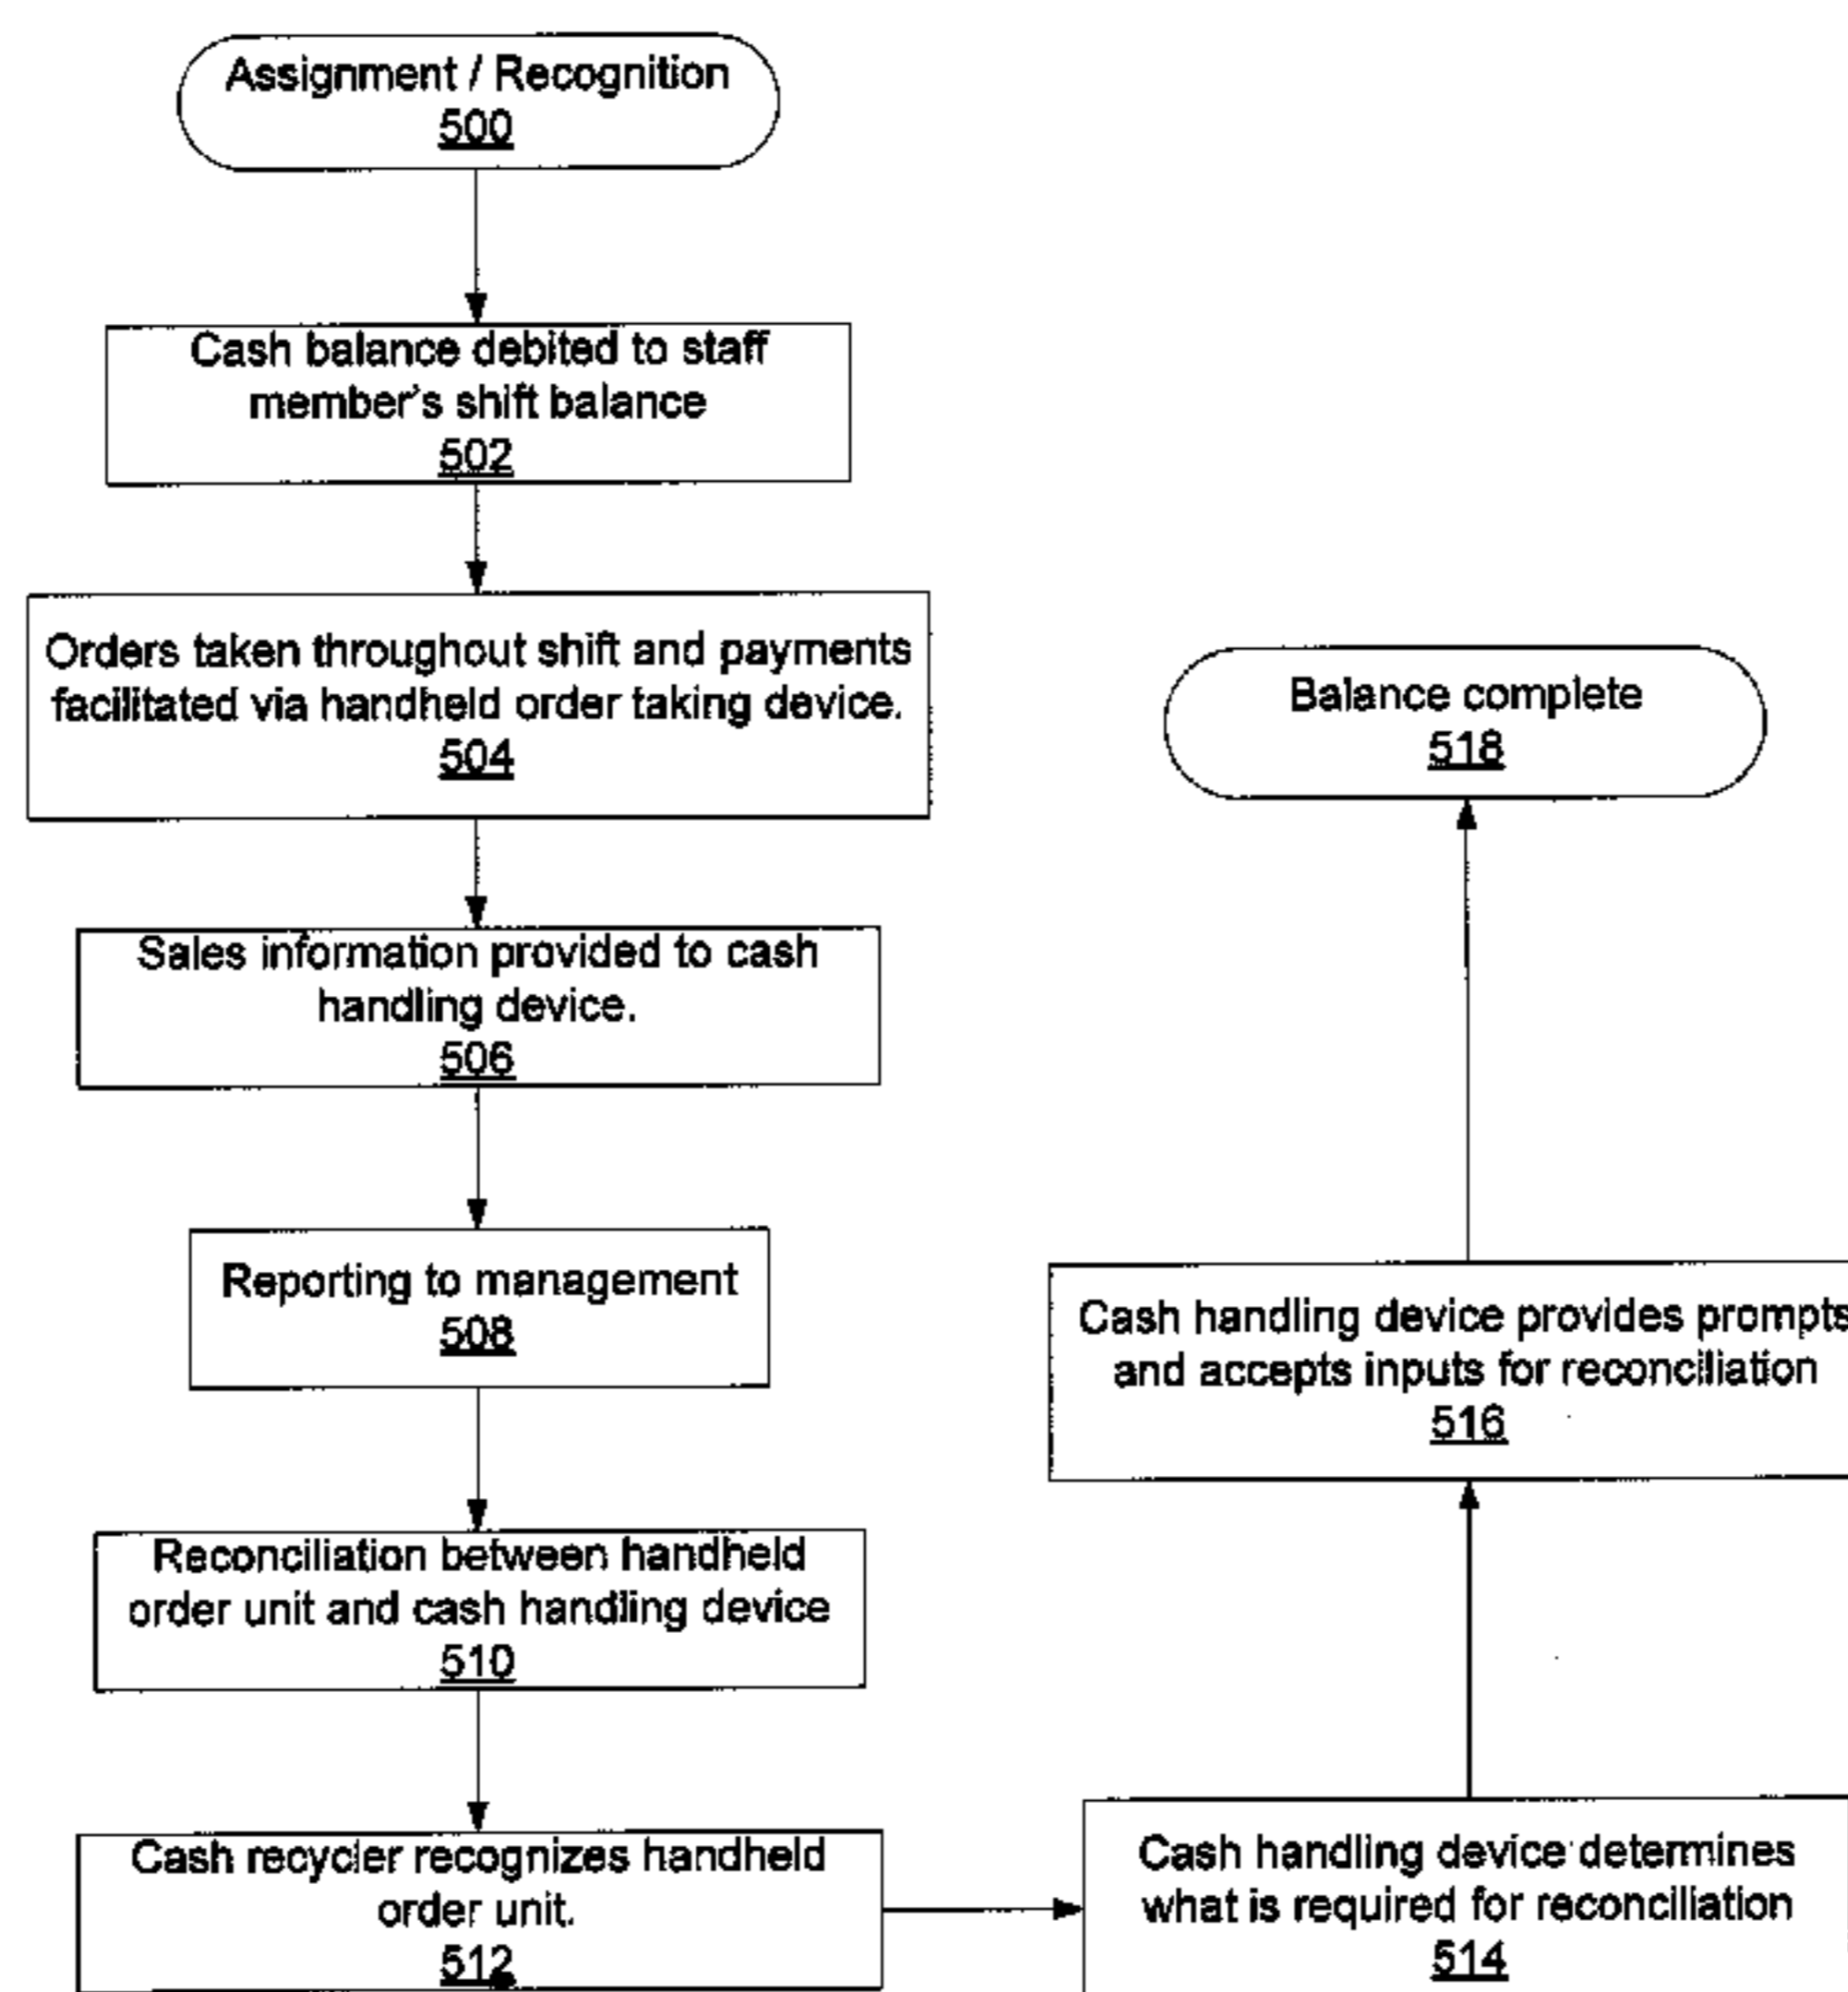 Assignment / Recognition
500
Cash balance debited to staff
member's shift balance
502
Orders taken throughout shift and payments
facilitated via handheld order taking device.
504
Sales information provided to cash
handling device.
506
Reporting to management
508
Reconciliation between handheld
order unit and cash handling device
510
Cash recycler recognizes handheld
order unit.
512
Cash handling device determines
what is required for reconciliation
514
Cash handling device provides prompts
and accepts inputs for reconciliation
516
Balance complete
518